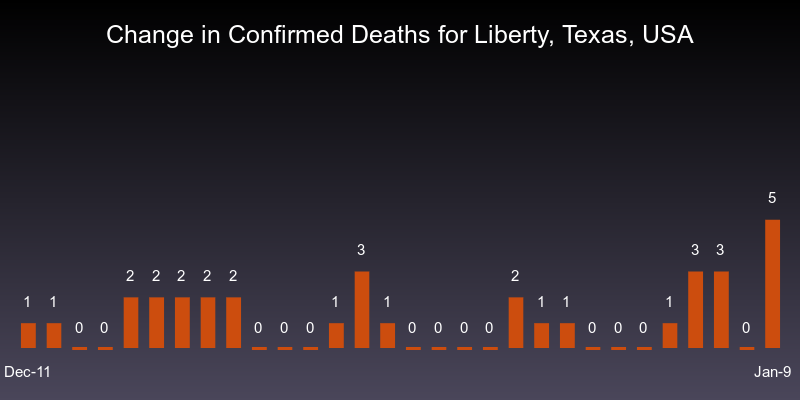 Change in Confirmed Deaths for Liberty, Texas, USA
5
3 3 3
2 2 2 2 2 2
1 1 1 1 1 1 1
0 0 0 0 0 0 0 0 0 0 0 0 0
Dec-11 Jan-9